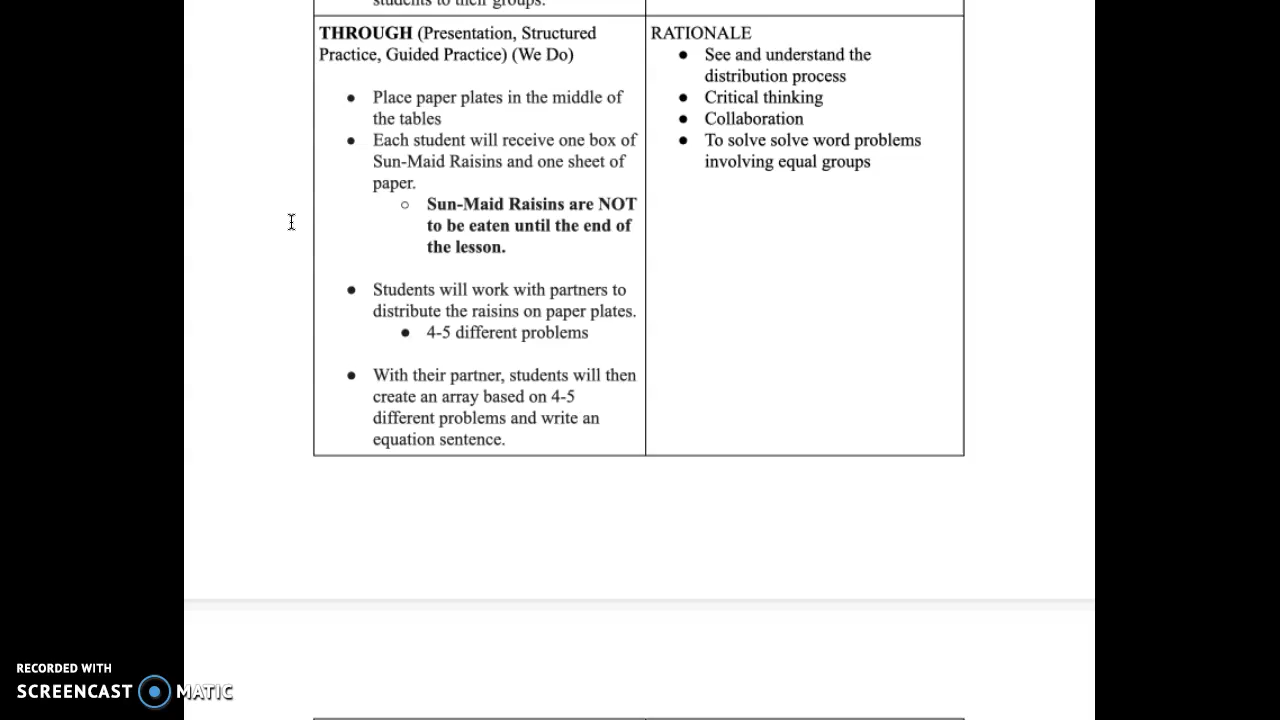 students to their groups.
THROUGH (Presentation, Structured
Practice, Guided Practice) (We Do)
● Place paper plates in the middle of
the tables
● Each student will receive one box of
Sun-Maid Raisins and one sheet of
paper.
○ Sun-Maid Raisins are NOT
to be eaten until the end of
the lesson.
● Students will work with partners to
distribute the raisins on paper plates.
● 4-5 different problems
● With their partner, students will then
create an array based on 4-5
different problems and write an
equation sentence.
RATIONALE
● See and understand the
distribution process
● Critical thinking
● Collaboration
● To solve solve word problems
involving equal groups
RECORDED WITH
SCREENCAST MATIC